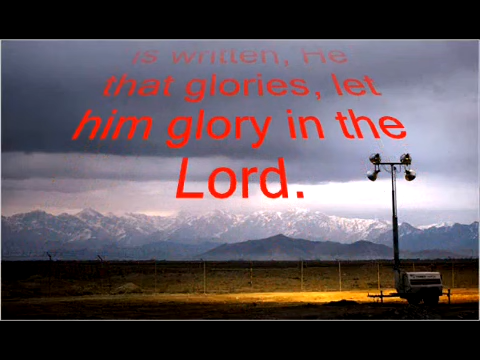 is written, He
that glories, let
him glory in the
Lord.